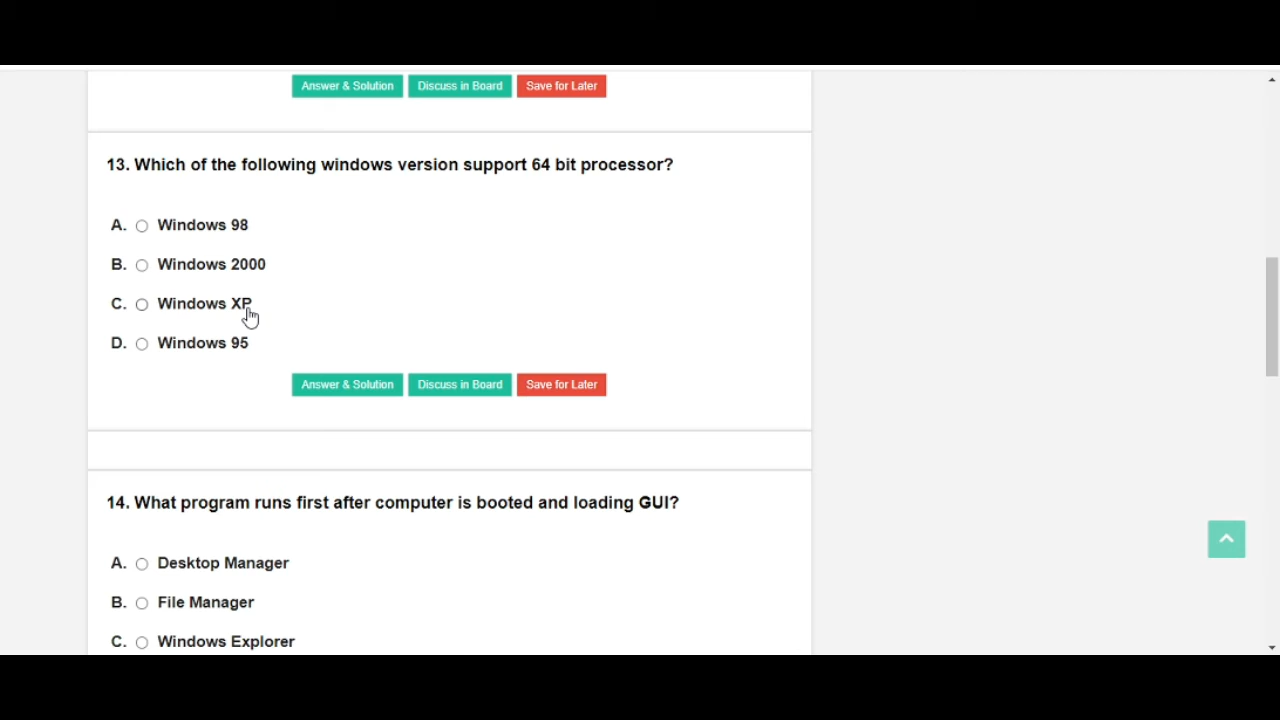 Answer & Solution Discuss in Board Save for Later
13. Which of the following windows version support 64 bit processor?
A. Windows 98
B. Windows 2000
C. Windows XP
D. Windows 95
Answer & Solution Discuss in Board Save for Later
14. What program runs first after computer is booted and loading GUI?
A. Desktop Manager
B. File Manager
C. Windows Explorer